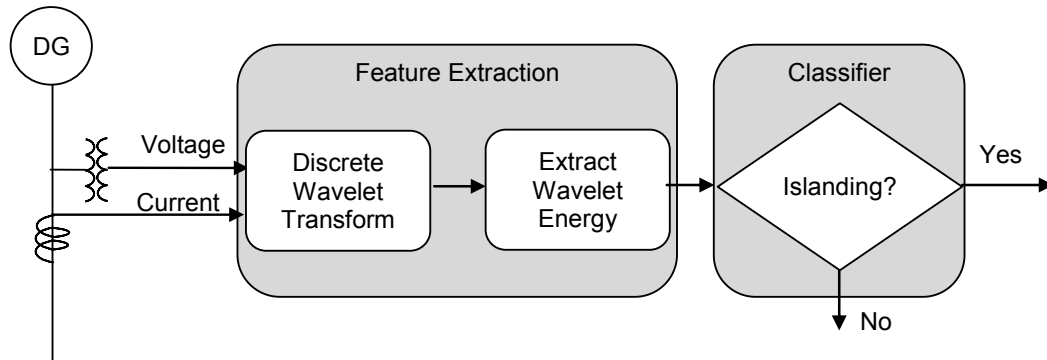 DG
Voltage
Current
Feature Extraction
Discrete
Wavelet
Transform
Extract
Wavelet
Energy
Classifier
Islanding?
Yes
No